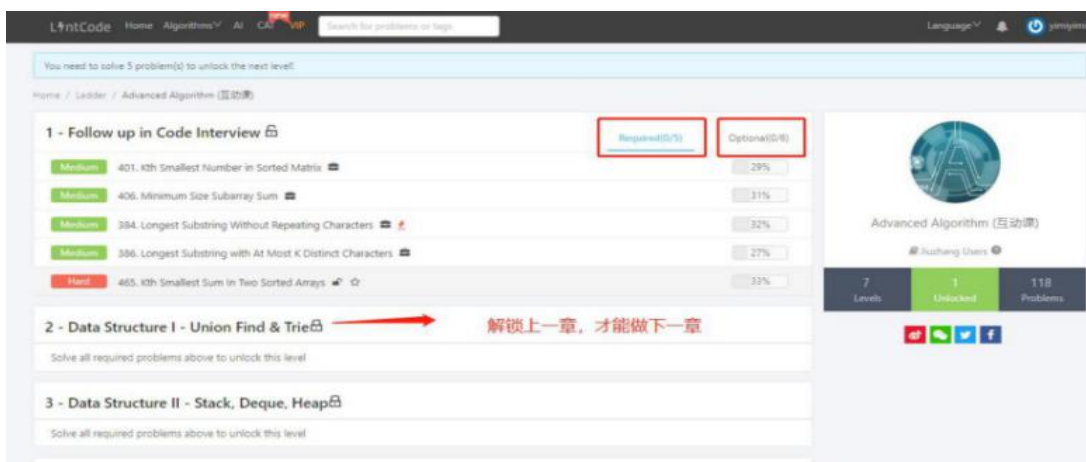 LintCode Home Algorithms AI CAT VIP Search for problems or tags Language yimiyimi
You need to solve 5 problem(s) to unlock the next level!
Home / Ladder / Advanced Algorithm (互动课)
1 - Follow up in Code Interview Required(0/5) Optional(0/6)
Medium 401. Kth Smallest Number in Sorted Matrix 29%
Medium 406. Minimum Size Subarray Sum 31%
Medium 384. Longest Substring Without Repeating Characters 32%
Medium 386. Longest Substring with At Most K Distinct Characters 27%
Hard 465. Kth Smallest Sum In Two Sorted Arrays 33%
2 - Data Structure I - Union Find & Trie 解锁上一章，才能做下一章
Solve all required problems above to unlock this level
3 - Data Structure II - Stack, Deque, Heap
Solve all required problems above to unlock this level
Advanced Algorithm (互动课)
Jiuzhang Users
7 1 118
Levels Unlocked Problems